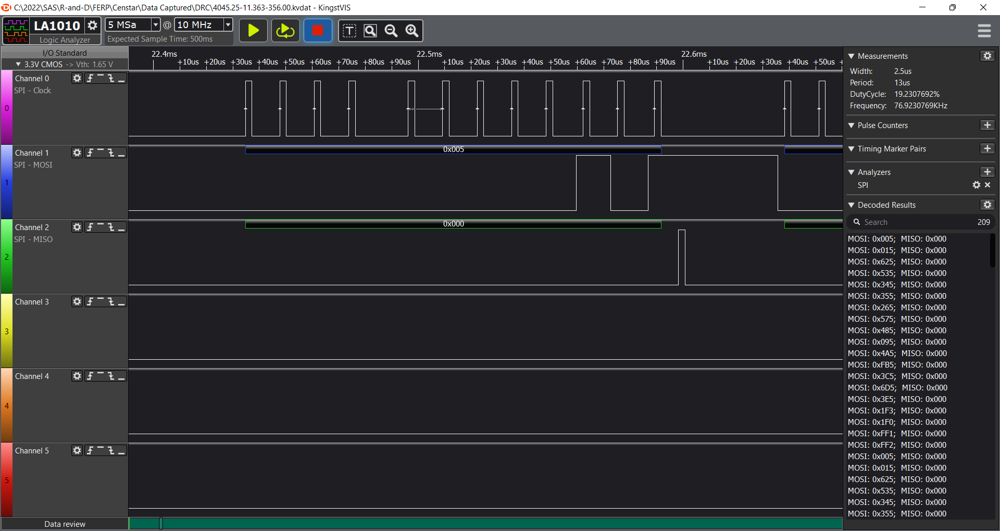 C:\2022\SAS\R-and-D\FERP\Censtar\Data Captured\DRC\4045.25-11.363-356.00.kvdat - KingstVIS
LA1010
Logic Analyzer
5 MSa @ 10 MHz
Expected Sample Time: 500ms
T
I/O Standard
3.3V CMOS -> Vth: 1.65 V
22.4ms 22.5ms 22.6ms
+10us +20us +30us +40us +50us +60us +70us +80us +90us +10us +20us +30us +40us +50us +60us +70us +80us +90us +10us +20us +30us +40us +50us
0
Channel 0
SPI - Clock
1
Channel 1
SPI - MOSI
0x005
2
Channel 2
SPI - MISO
0x000
3
Channel 3
4
Channel 4
5
Channel 5
Data review
Measurements
Width: 2.5us
Period: 13us
DutyCycle: 19.2307692%
Frequency: 76.9230769KHz
Pulse Counters
Timing Marker Pairs
Analyzers
SPI
Decoded Results
Search 209
MOSI: 0x005; MISO: 0x000
MOSI: 0x015; MISO: 0x000
MOSI: 0x625; MISO: 0x000
MOSI: 0x535; MISO: 0x000
MOSI: 0x345; MISO: 0x000
MOSI: 0x355; MISO: 0x000
MOSI: 0x265; MISO: 0x000
MOSI: 0x575; MISO: 0x000
MOSI: 0x485; MISO: 0x000
MOSI: 0x095; MISO: 0x000
MOSI: 0x4A5; MISO: 0x000
MOSI: 0xFB5; MISO: 0x000
MOSI: 0x3C5; MISO: 0x000
MOSI: 0x6D5; MISO: 0x000
MOSI: 0x3E5; MISO: 0x000
MOSI: 0x1F3; MISO: 0x000
MOSI: 0x1F0; MISO: 0x000
MOSI: 0xFF1; MISO: 0x000
MOSI: 0xFF2; MISO: 0x000
MOSI: 0x005; MISO: 0x000
MOSI: 0x015; MISO: 0x000
MOSI: 0x625; MISO: 0x000
MOSI: 0x535; MISO: 0x000
MOSI: 0x345; MISO: 0x000
MOSI: 0x355; MISO: 0x000